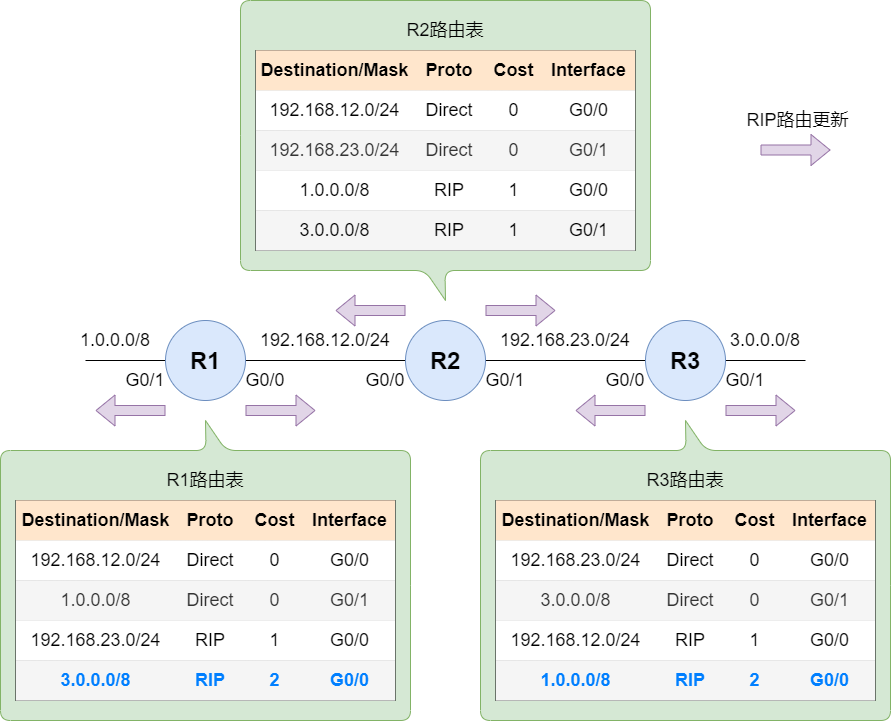 R2路由表
Destination/Mask Proto Cost Interface
192.168.12.0/24 Direct 0 G0/0
192.168.23.0/24 Direct 0 G0/1
1.0.0.0/8 RIP 1 G0/0
3.0.0.0/8 RIP 1 G0/1
RIP路由更新
1.0.0.0/8 R1 192.168.12.0/24 R2 192.168.23.0/24 R3 3.0.0.0/8
G0/1 G0/0 G0/0 G0/1 G0/0 G0/1
R1路由表
Destination/Mask Proto Cost Interface
192.168.12.0/24 Direct 0 G0/0
1.0.0.0/8 Direct 0 G0/1
192.168.23.0/24 RIP 1 G0/0
3.0.0.0/8 RIP 2 G0/0
R3路由表
Destination/Mask Proto Cost Interface
192.168.23.0/24 Direct 0 G0/0
3.0.0.0/8 Direct 0 G0/1
192.168.12.0/24 RIP 1 G0/0
1.0.0.0/8 RIP 2 G0/0